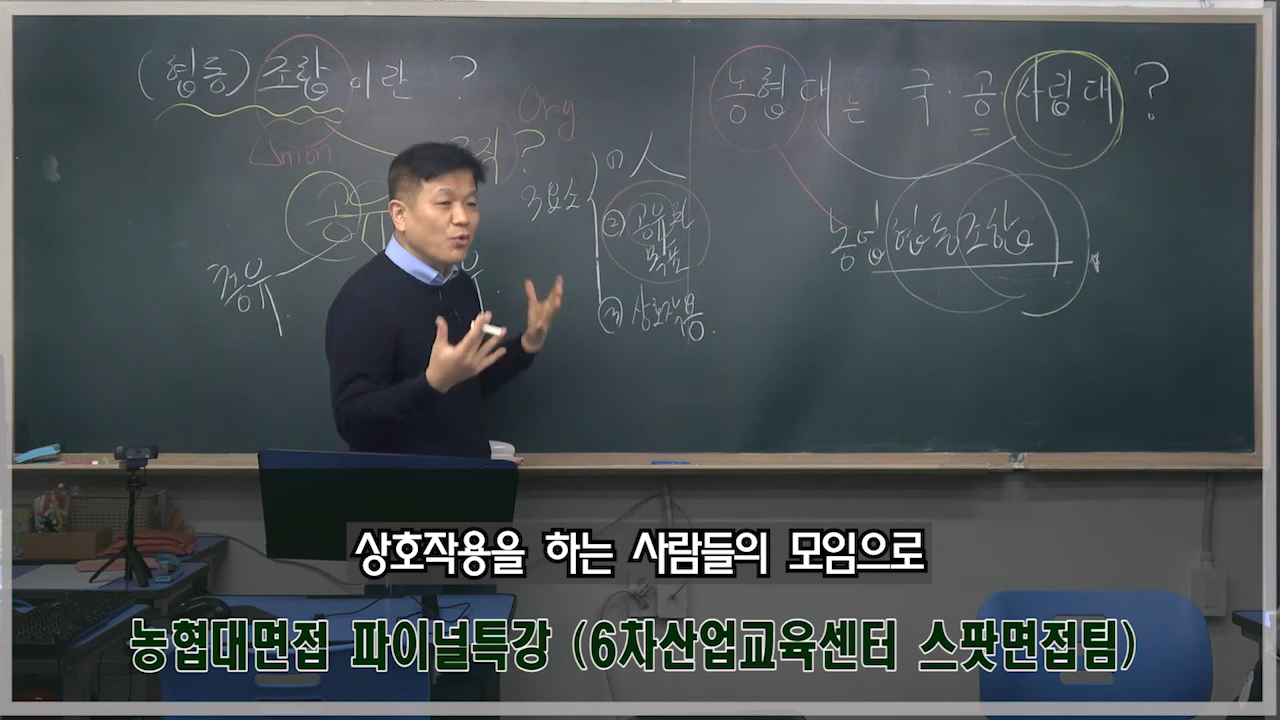 (협동) 조합 이란 ?
Union
Org
조직 ?
공
공유
3요소
① 人
② 공유된
목표
③ 상호작용.
농협대는 국·공·사립대 ?
농업협동조합
상호작용을 하는 사람들의 모임으로
농협대면접 파이널특강 (6차산업교육센터 스팟면접팀)